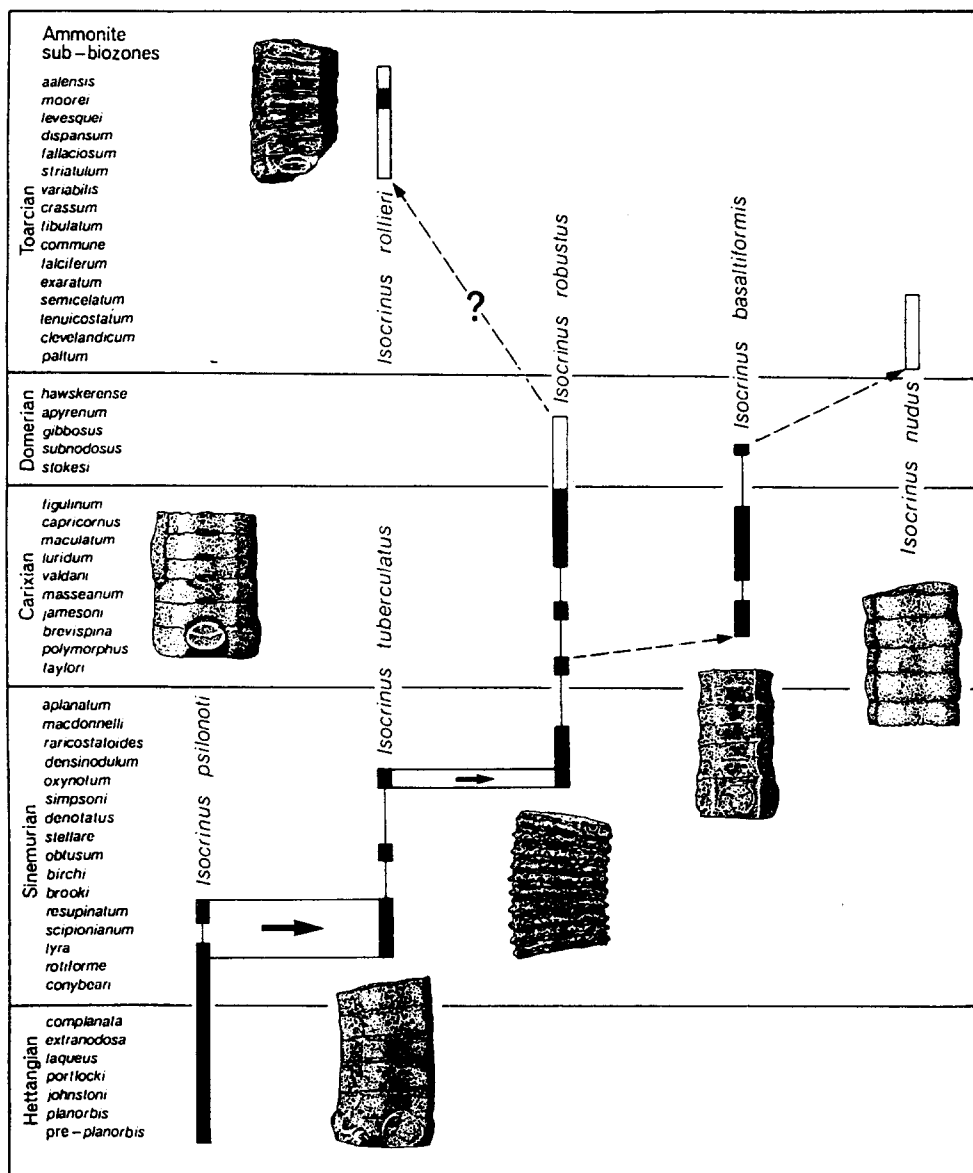 Ammonite
sub-biozones
Toarcian
aalensis
moorei
levesquei
dispansum
fallaciosum
striatulum
variabilis
crassum
fibulatum
commune
falciferum
exaratum
semicelatum
tenuicostatum
clevelandicum
paltum
Domerian
hawskerense
apyrenum
gibbosus
subnodosus
stokesi
Carixian
figulinum
capricornus
maculatum
luridum
valdani
masseanum
jamesoni
brevispina
polymorphus
taylori
Sinemurian
aplanatum
macdonnelli
raricostatoides
densinodulum
oxynotum
simpsoni
denotatus
stellare
obtusum
birchi
brooki
resupinatum
scipionianum
lyra
rotiforme
conybeari
Hettangian
complanata
extranodosa
laqueus
portlocki
johnstoni
planorbis
pre-planorbis
Isocrinus psilonoti
Isocrinus rollieri
Isocrinus tuberculatus
?
Isocrinus robustus
Isocrinus basaltiformis
Isocrinus nudus